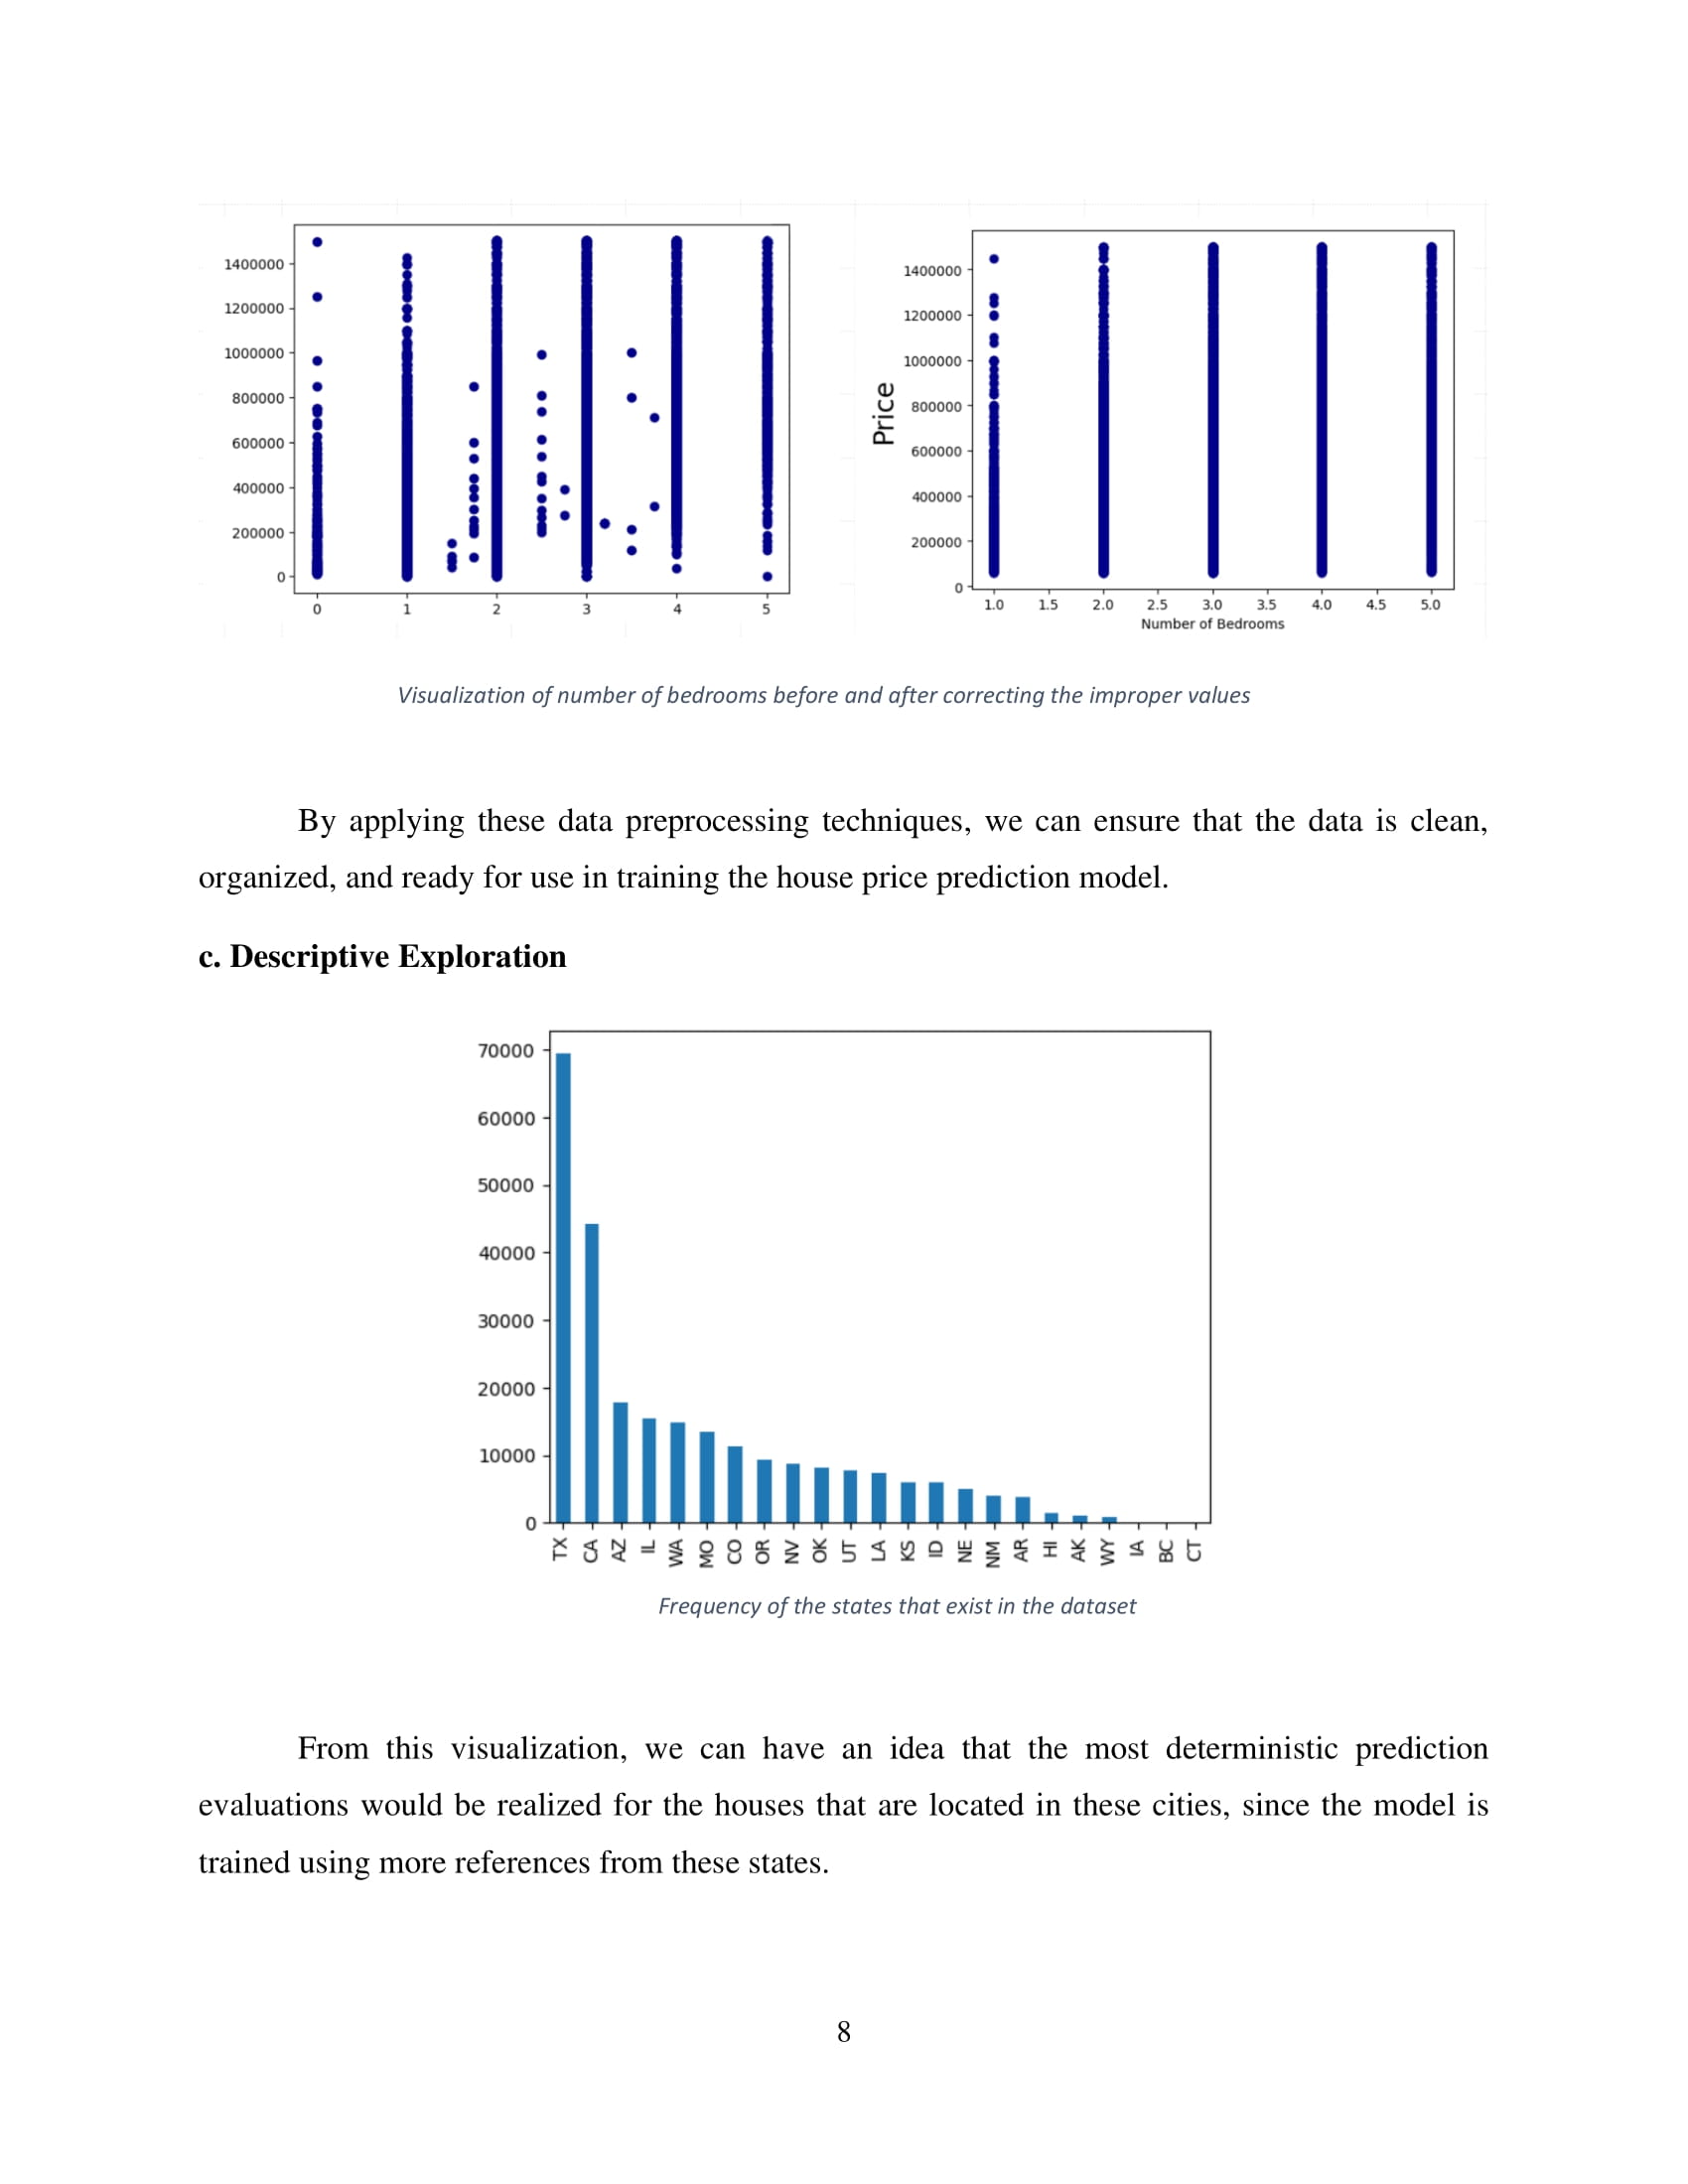 1400000
1200000
1000000
800000
600000
400000
200000
0
0 1 2 3 4 5
Price
1400000
1200000
1000000
800000
600000
400000
200000
0
1.0 1.5 2.0 2.5 3.0 3.5 4.0 4.5 5.0
Number of Bedrooms
Visualization of number of bedrooms before and after correcting the improper values
By applying these data preprocessing techniques, we can ensure that the data is clean,
organized, and ready for use in training the house price prediction model.
c. Descriptive Exploration
70000
60000
50000
40000
30000
20000
10000
0
TX CA AZ IL WA MO CO OR NV OK UT LA KS ID NE NM AR HI AK WY IA BC CT
Frequency of the states that exist in the dataset
From this visualization, we can have an idea that the most deterministic prediction
evaluations would be realized for the houses that are located in these cities, since the model is
trained using more references from these states.
8